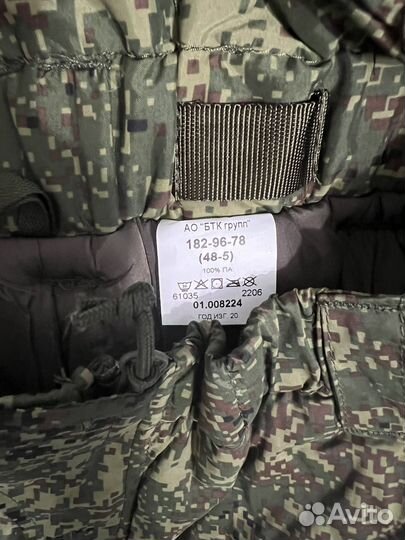 АО "БТК групп"
182-96-78
(48-5)
100% ПА
61035 2206
01.008224
ГОД ИЗГ. 20
Avito